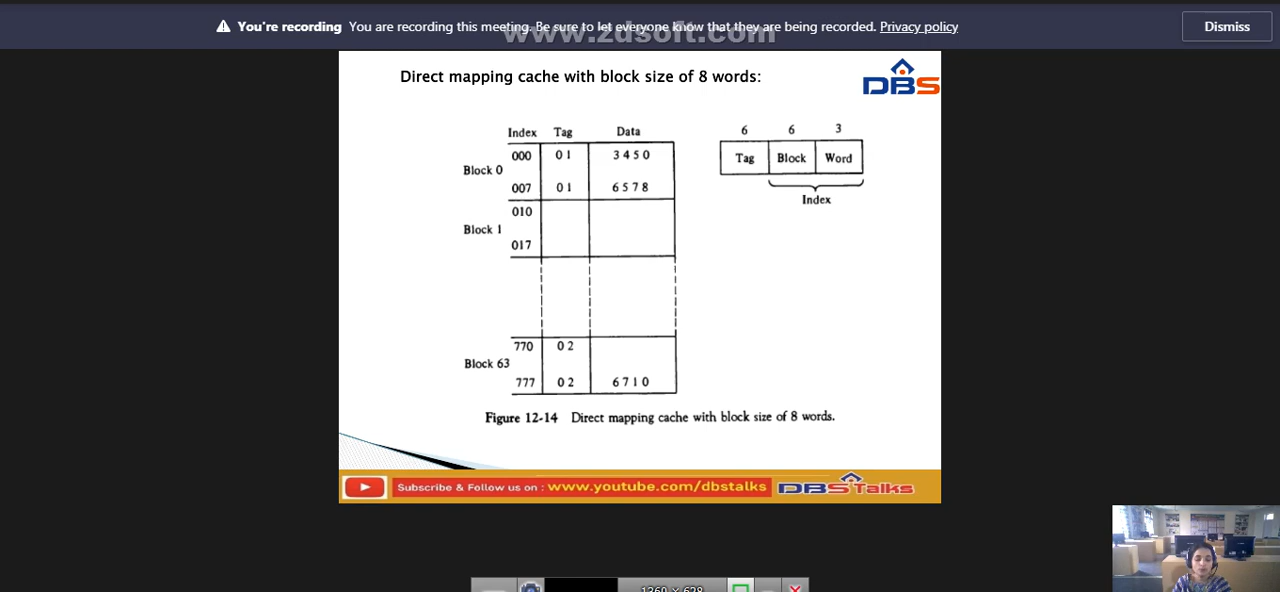 You're recording You are recording this meeting. Be sure to let everyone know that they are being recorded. Privacy policy
Dismiss
www.2dsoft.com
Direct mapping cache with block size of 8 words:
DBS
Index Tag Data
6 6 3
Block 0
000 01 3450
Tag Block Word
007 01 6578
Index
Block 1
010
017
Block 63
770 02
777 02 6710
Figure 12-14 Direct mapping cache with block size of 8 words.
Subscribe & Follow us on : www.youtube.com/dbstalks DBS Talks
1360 x 628